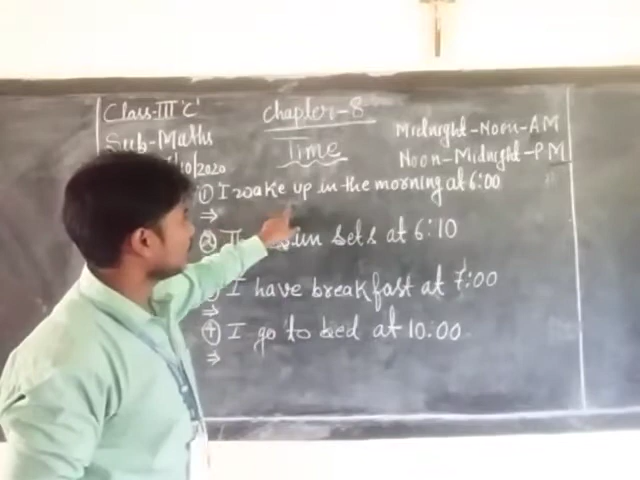 Class-III 'C'
Chapter-8
Sub-Maths
Midnight-Noon-AM
Time
Noon-Midnight-PM
10/2020
① I wake up in the morning at 6:00
⇒
② sun sets at 6:10
I have breakfast at 7:00
⇒
④ I go to bed at 10:00
⇒